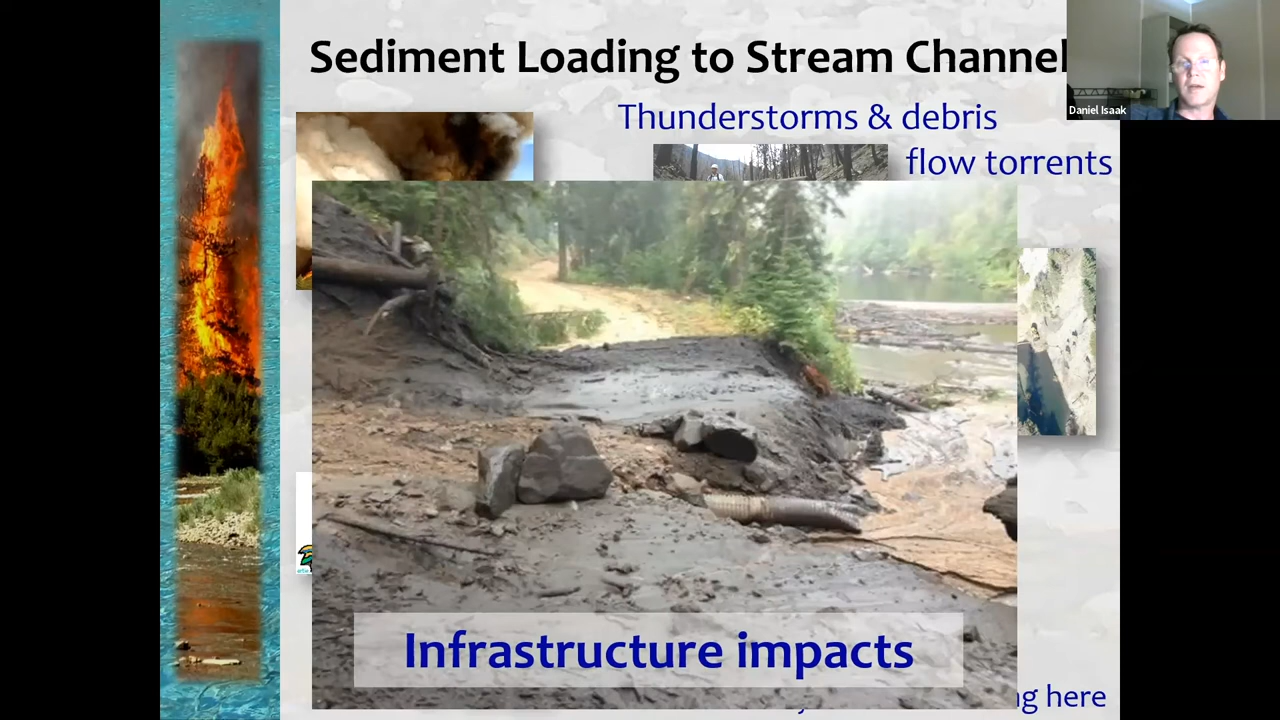 Sediment Loading to Stream Channel
Daniel Isaak
Thunderstorms & debris
flow torrents
Infrastructure impacts
here